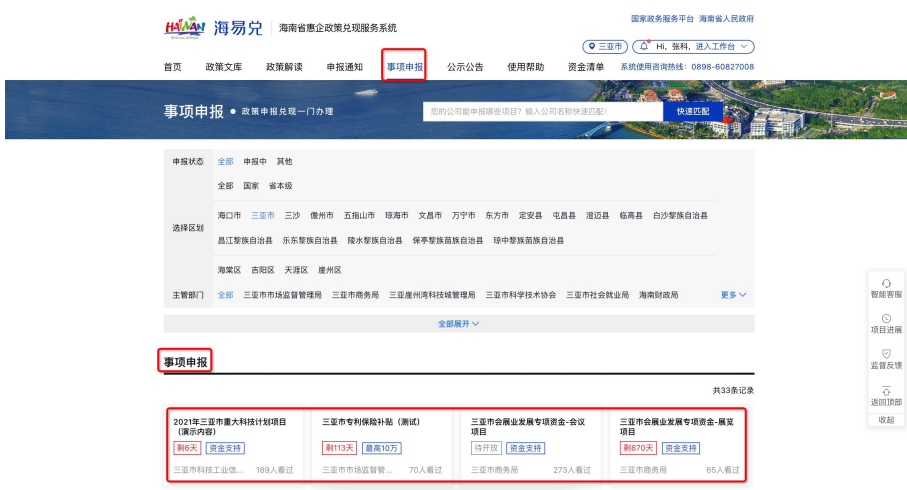 国家政务服务平台 海南省人民政府
HAINAN 海易兑 海南省惠企政策兑现服务系统
三亚市 Hi, 张科, 进入工作台
首页 政策文库 政策解读 申报通知 事项申报 公示公告 使用帮助 资金清单 系统使用咨询热线: 0898-60827008
事项申报 • 政策申报兑现一门办理 您的公司能申报哪些项目? 输入公司名称快速匹配! 快速匹配
申报状态 全部 申报中 其他
全部 国家 省本级
选择区划
海口市 三亚市 三沙 儋州市 五指山市 琼海市 文昌市 万宁市 东方市 定安县 屯昌县 澄迈县 临高县 白沙黎族自治县
昌江黎族自治县 乐东黎族自治县 陵水黎族自治县 保亭黎族苗族自治县 琼中黎族苗族自治县
海棠区 吉阳区 天涯区 崖州区
主管部门 全部 三亚市市场监督管理局 三亚市商务局 三亚崖州湾科技城管理局 三亚市科学技术协会 三亚市社会就业局 海南财政局 更多
全部展开
事项申报
共33条记录
2021年三亚市重大科技计划项目
（演示内容）
剩6天 资金支持
三亚市科技工业信... 189人看过
三亚市专利保险补贴（测试）
剩113天 最高10万
三亚市市场监督管... 70人看过
三亚市会展业发展专项资金-会议
项目
待开放 资金支持
三亚市商务局 273人看过
三亚市会展业发展专项资金-展览
项目
剩870天 资金支持
三亚市商务局 65人看过
智能客服
项目进展
监督反馈
返回顶部
收起